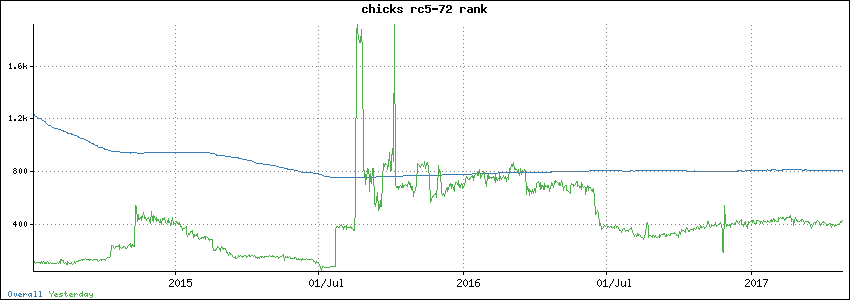 chicks rc5-72 rank
1.6k
1.2k
800
400
2015 01/Jul 2016 01/Jul 2017
Overall Yesterday